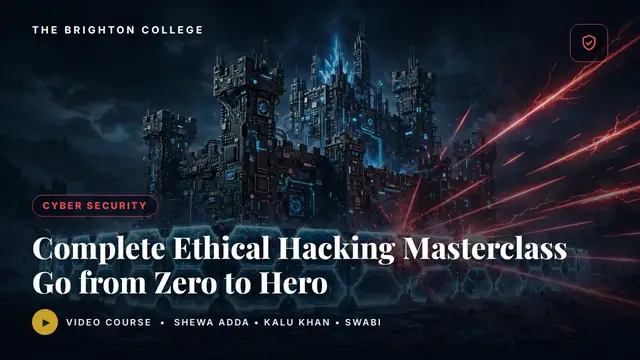 THE BRIGHTON COLLEGE
CYBER SECURITY
Complete Ethical Hacking Masterclass
Go from Zero to Hero
VIDEO COURSE • SHEWA ADDA • KALU KHAN • SWABI